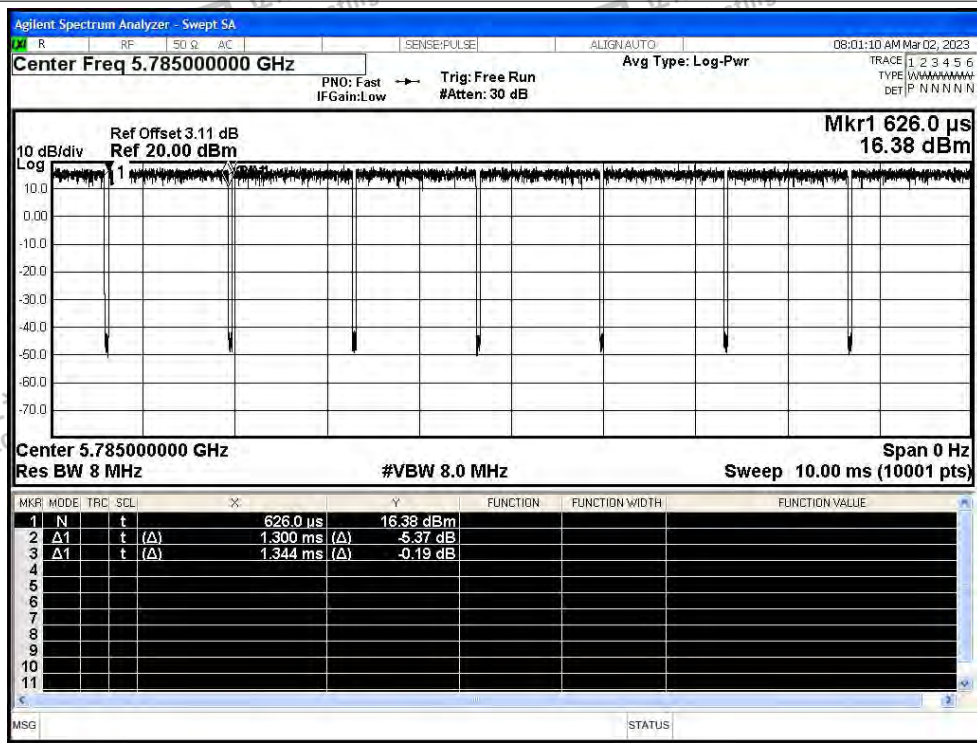 Agilent Spectrum Analyzer - Swept SA
R RF 50 Ω AC SENSE:PULSE ALIGN AUTO 08:01:10 AM Mar 02, 2023
Center Freq 5.785000000 GHz Avg Type: Log-Pwr TRACE 1 2 3 4 5 6
PNO: Fast Trig: Free Run TYPE WWWWWW
IFGain:Low #Atten: 30 dB DET P N N N N N
Mkr1 626.0 µs
Ref Offset 3.11 dB
10 dB/div Ref 20.00 dBm 16.38 dBm
Log
1
10.0
0.00
-10.0
-20.0
-30.0
-40.0
-50.0
-60.0
-70.0
Center 5.785000000 GHz Span 0 Hz
Res BW 8 MHz #VBW 8.0 MHz Sweep 10.00 ms (10001 pts)
MKR MODE TRC SCL X Y FUNCTION FUNCTION WIDTH FUNCTION VALUE
1 N t 626.0 µs 16.38 dBm
2 Δ1 t (Δ) 1.300 ms (Δ) -5.37 dB
3 Δ1 t (Δ) 1.344 ms (Δ) -0.19 dB
4
5
6
7
8
9
10
11
MSG STATUS